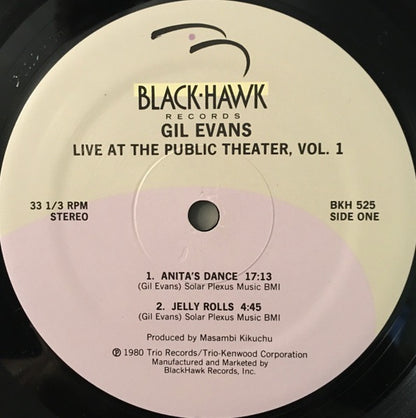 BLACK·HAWK
RECORDS
GIL EVANS
LIVE AT THE PUBLIC THEATER, VOL. 1
33 1/3 RPM
STEREO
BKH 525
SIDE ONE
1. ANITA'S DANCE 17:13
(Gil Evans) Solar Plexus Music BMI
2. JELLY ROLLS 4:45
(Gil Evans) Solar Plexus Music BMI
Produced by Masambi Kikuchu
℗ 1980 Trio Records/Trio-Kenwood Corporation
Manufactured and Marketed by
BlackHawk Records, Inc.